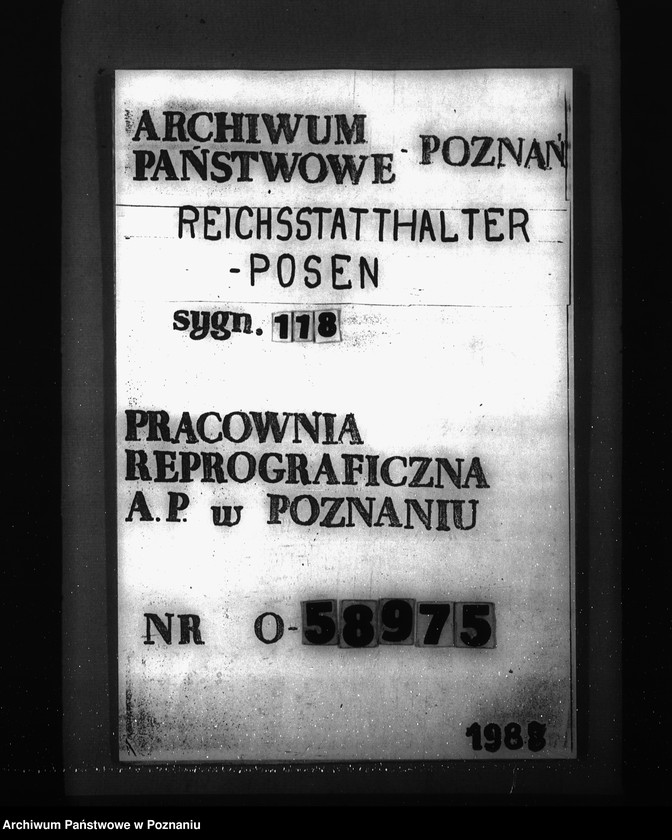 ARCHIWUM
PAŃSTWOWE - POZNAŃ
REICHSSTATTHALTER
-POSEN
sygn. 118
PRACOWNIA
REPROGRAFICZNA
A.P. w POZNANIU
NR O-58975
1988
Archiwum Państwowe w Poznaniu